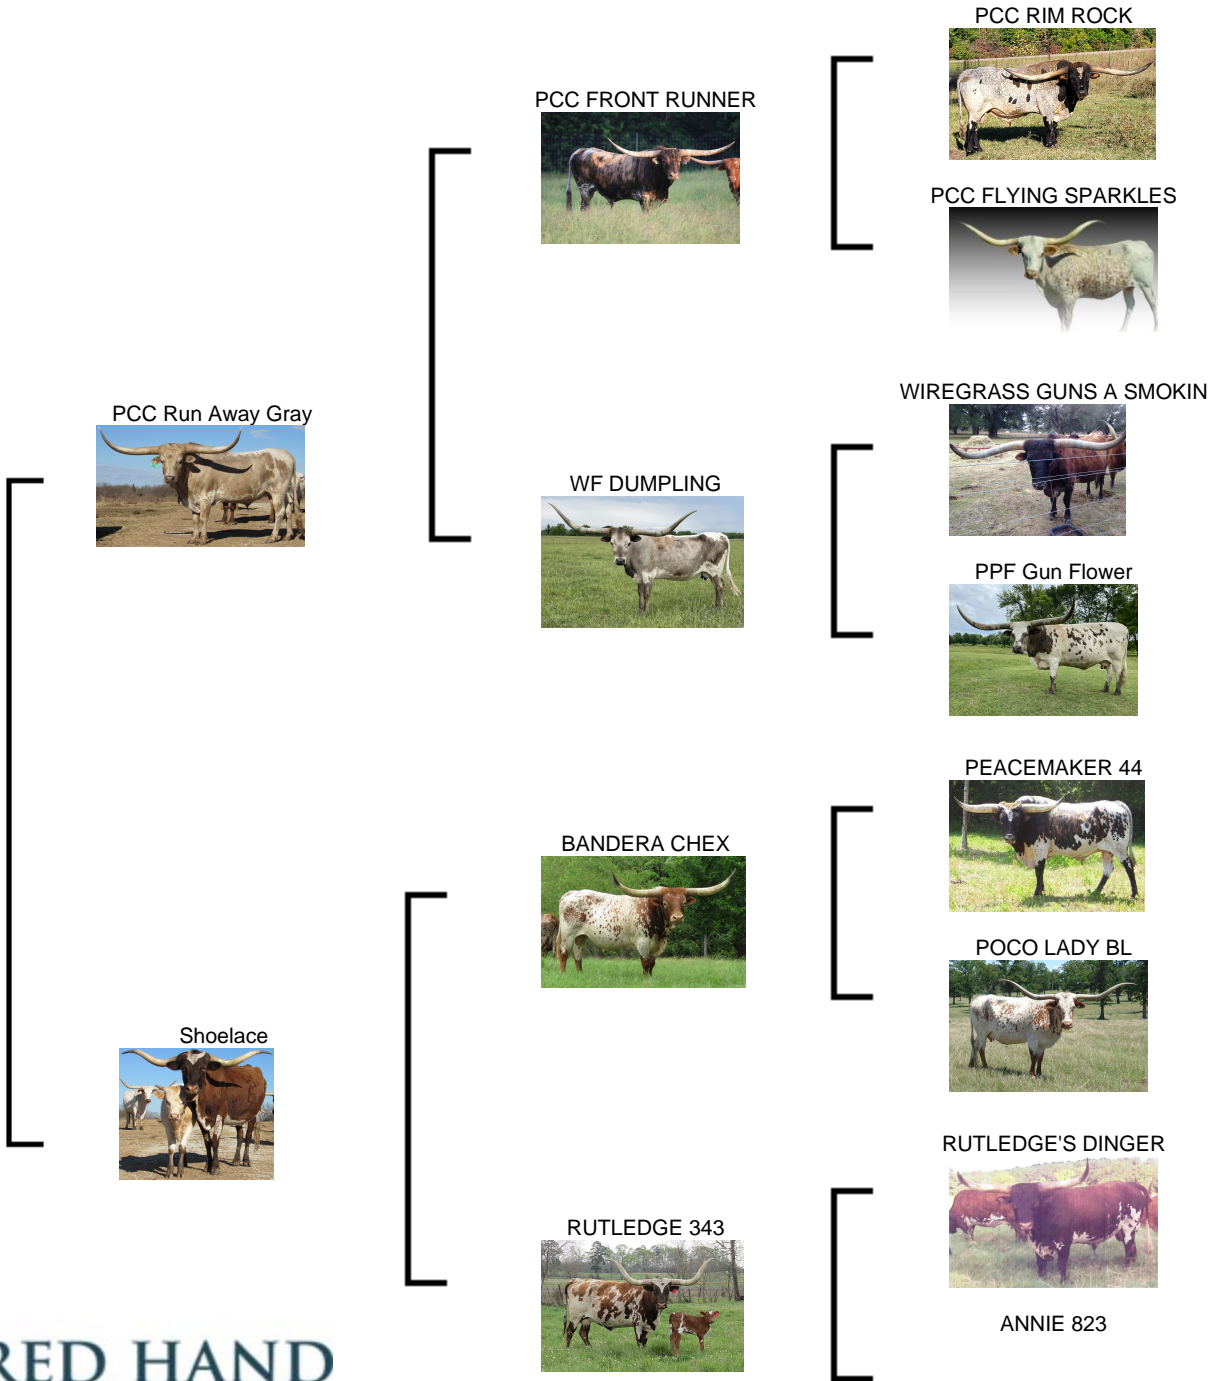 PCC RIM ROCK
PCC FRONT RUNNER
PCC FLYING SPARKLES
WIREGRASS GUNS A SMOKIN
PCC Run Away Gray
WF DUMPLING
PPF Gun Flower
PEACEMAKER 44
BANDERA CHEX
POCO LADY BL
Shoelace
RUTLEDGE'S DINGER
RUTLEDGE 343
ANNIE 823
RED HAND